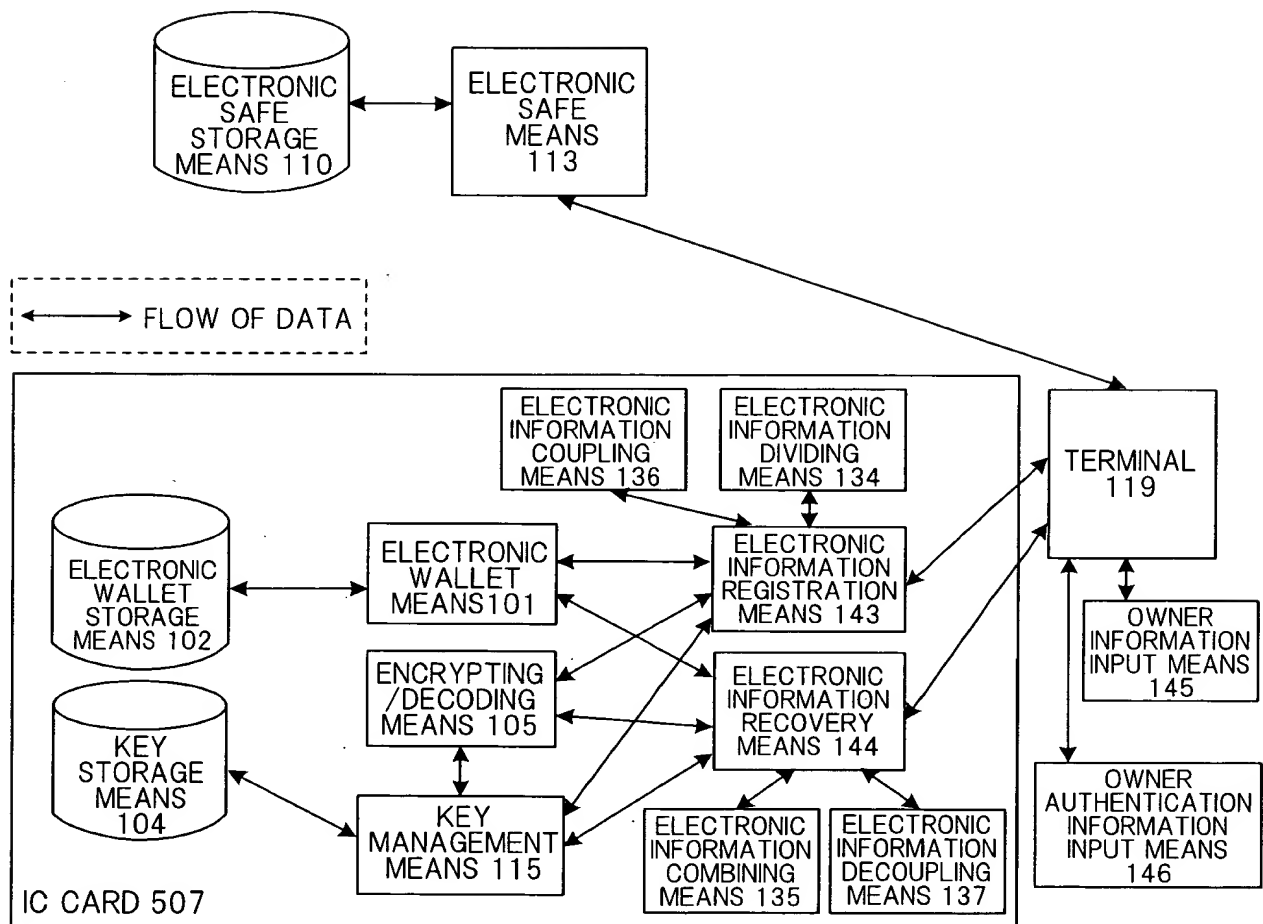 ELECTRONIC
SAFE
STORAGE
MEANS 110
ELECTRONIC
SAFE
MEANS
113
FLOW OF DATA
ELECTRONIC
INFORMATION
COUPLING
MEANS 136
ELECTRONIC
INFORMATION
DIVIDING
MEANS 134
TERMINAL
119
ELECTRONIC
WALLET
STORAGE
MEANS 102
ELECTRONIC
WALLET
MEANS101
ELECTRONIC
INFORMATION
REGISTRATION
MEANS 143
OWNER
INFORMATION
INPUT MEANS
145
ENCRYPTING
/DECODING
MEANS 105
ELECTRONIC
INFORMATION
RECOVERY
MEANS 144
KEY
STORAGE
MEANS
104
KEY
MANAGEMENT
MEANS 115
ELECTRONIC
INFORMATION
COMBINING
MEANS 135
ELECTRONIC
INFORMATION
DECOUPLING
MEANS 137
OWNER
AUTHENTICATION
INFORMATION
INPUT MEANS
146
IC CARD 507